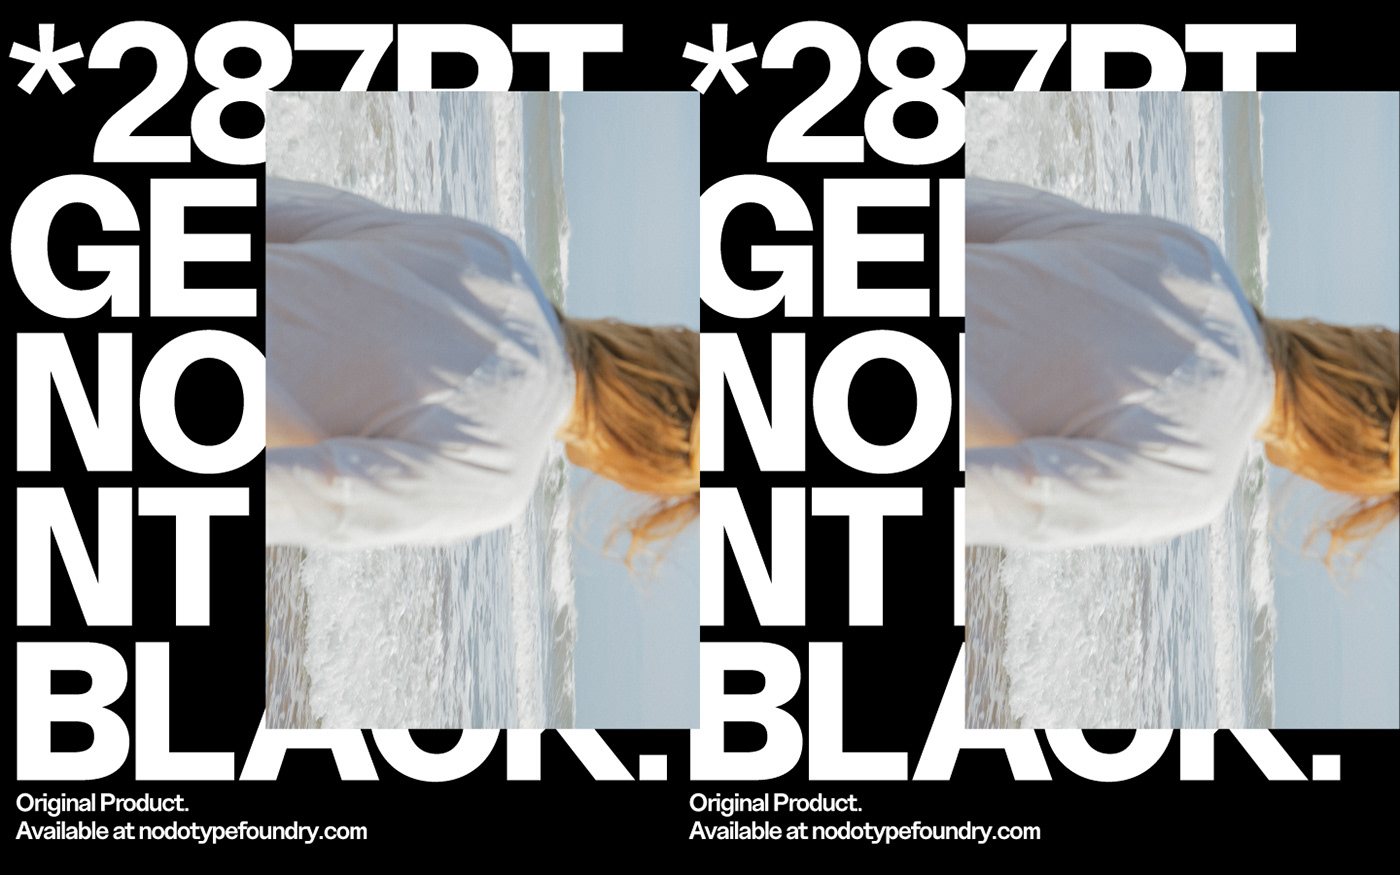 *287PT
GE
NO
NT
BLACK.
Original Product.
Available at nodotypefoundry.com
*287PT
GE
NO
NT
BLACK.
Original Product.
Available at nodotypefoundry.com